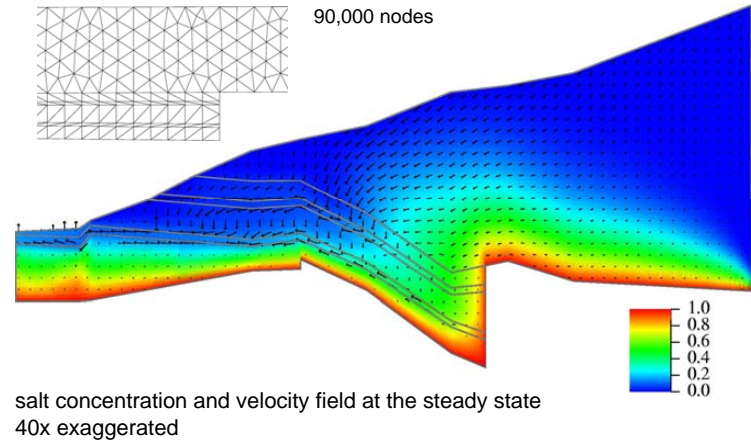 90,000 nodes
1.0
0.8
0.6
0.4
0.2
0.0
salt concentration and velocity field at the steady state
40x exaggerated